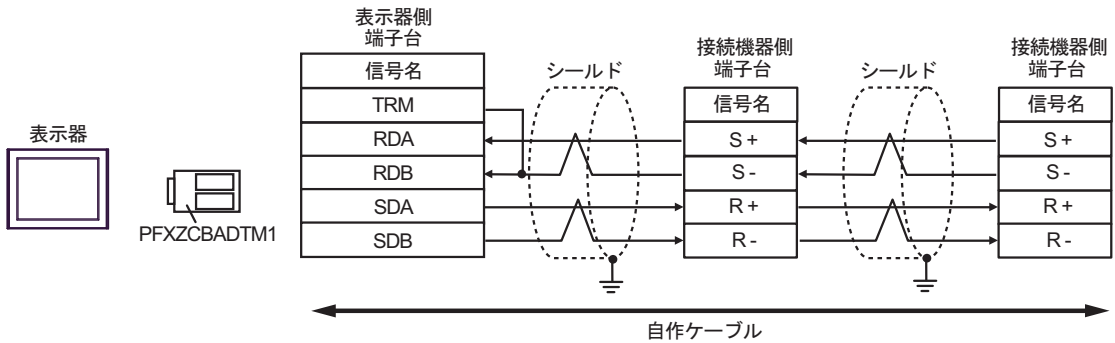 表示器
PFXZCBADTM1
表示器側
端子台
信号名
TRM
RDA
RDB
SDA
SDB
シールド
接続機器側
端子台
信号名
S+
S-
R+
R-
シールド
接続機器側
端子台
信号名
S+
S-
R+
R-
自作ケーブル